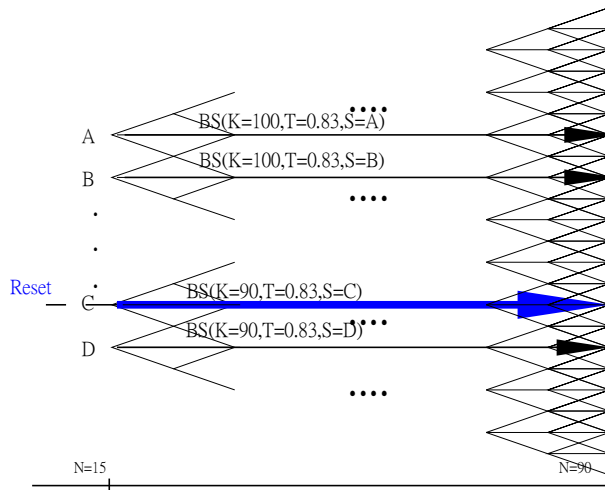 BS(K=100,T=0.83,S=A)
A
BS(K=100,T=0.83,S=B)
B
Reset
BS(K=90,T=0.83,S=C)
C
BS(K=90,T=0.83,S=D)
D
N=15
N=90